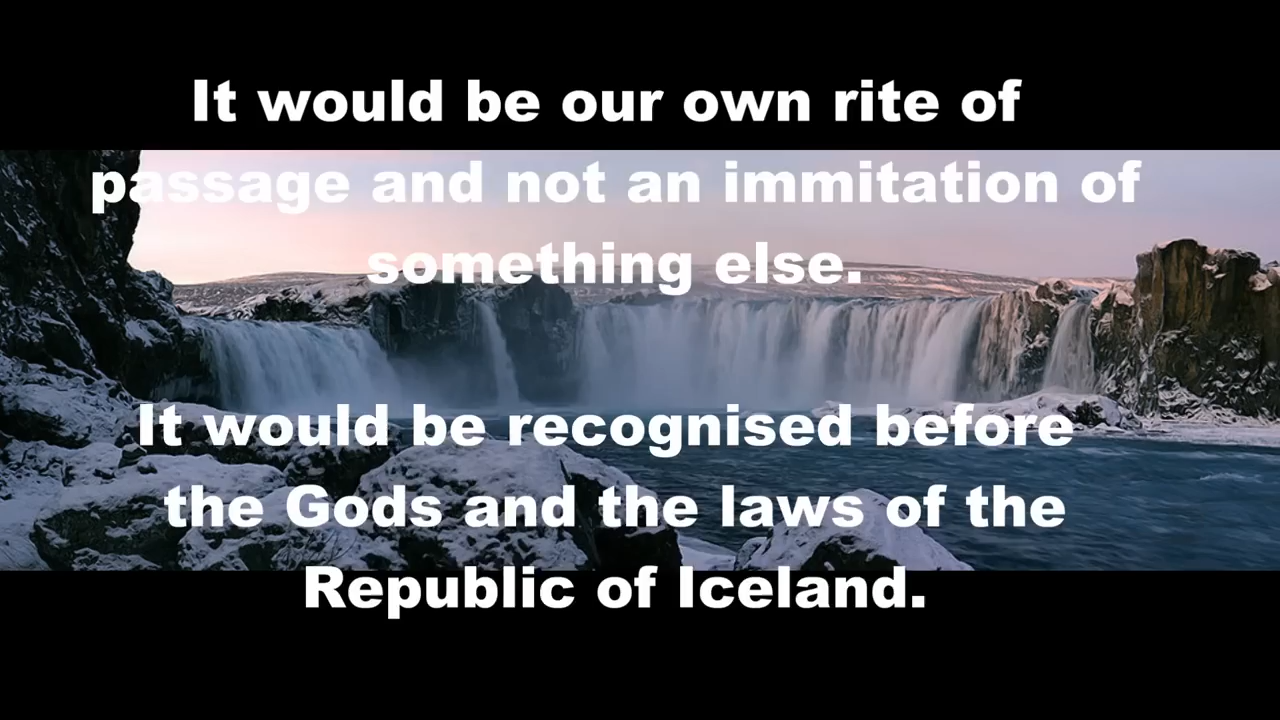 It would be our own rite of
passage and not an immitation of
something else.
It would be recognised before
the Gods and the laws of the
Republic of Iceland.